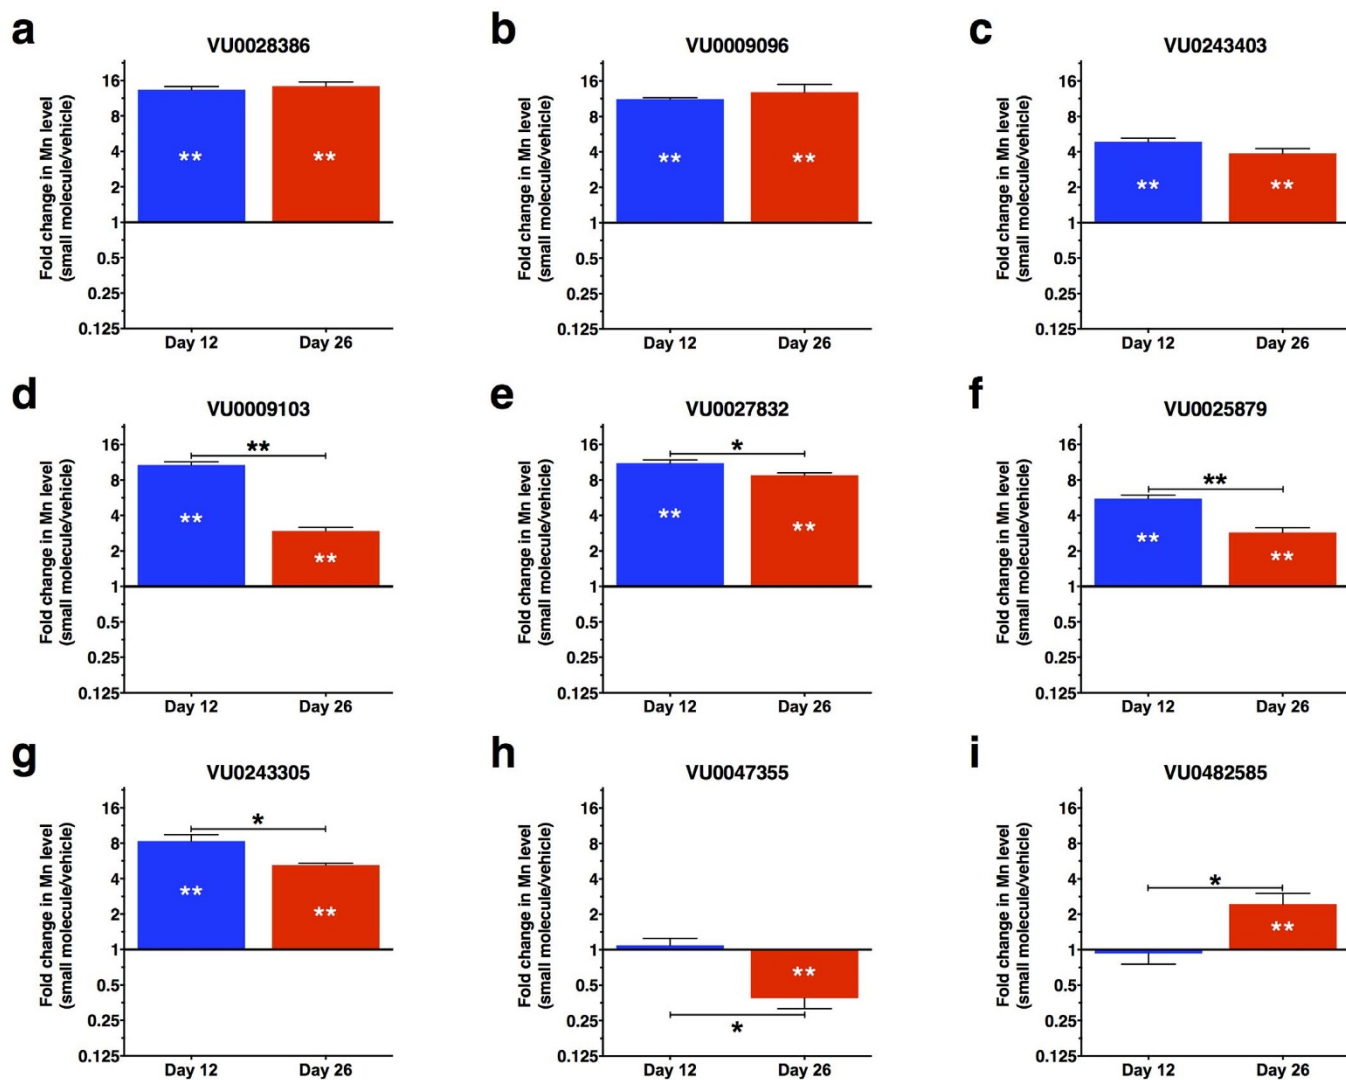 a
VU0028386
Fold change in Mn level
(small molecule/vehicle)
16
8
4
2
1
0.5
0.25
0.125
**
**
Day 12
Day 26
b
VU0009096
Fold change in Mn level
(small molecule/vehicle)
16
8
4
2
1
0.5
0.25
0.125
**
**
Day 12
Day 26
c
VU0243403
Fold change in Mn level
(small molecule/vehicle)
16
8
4
2
1
0.5
0.25
0.125
**
**
Day 12
Day 26
d
VU0009103
Fold change in Mn level
(small molecule/vehicle)
16
8
4
2
1
0.5
0.25
0.125
**
**
**
Day 12
Day 26
e
VU0027832
Fold change in Mn level
(small molecule/vehicle)
16
8
4
2
1
0.5
0.25
0.125
*
**
**
Day 12
Day 26
f
VU0025879
Fold change in Mn level
(small molecule/vehicle)
16
8
4
2
1
0.5
0.25
0.125
**
**
**
Day 12
Day 26
g
VU0243305
Fold change in Mn level
(small molecule/vehicle)
16
8
4
2
1
0.5
0.25
0.125
*
**
**
Day 12
Day 26
h
VU0047355
Fold change in Mn level
(small molecule/vehicle)
16
8
4
2
1
0.5
0.25
0.125
**
*
Day 12
Day 26
i
VU0482585
Fold change in Mn level
(small molecule/vehicle)
16
8
4
2
1
0.5
0.25
0.125
*
**
Day 12
Day 26